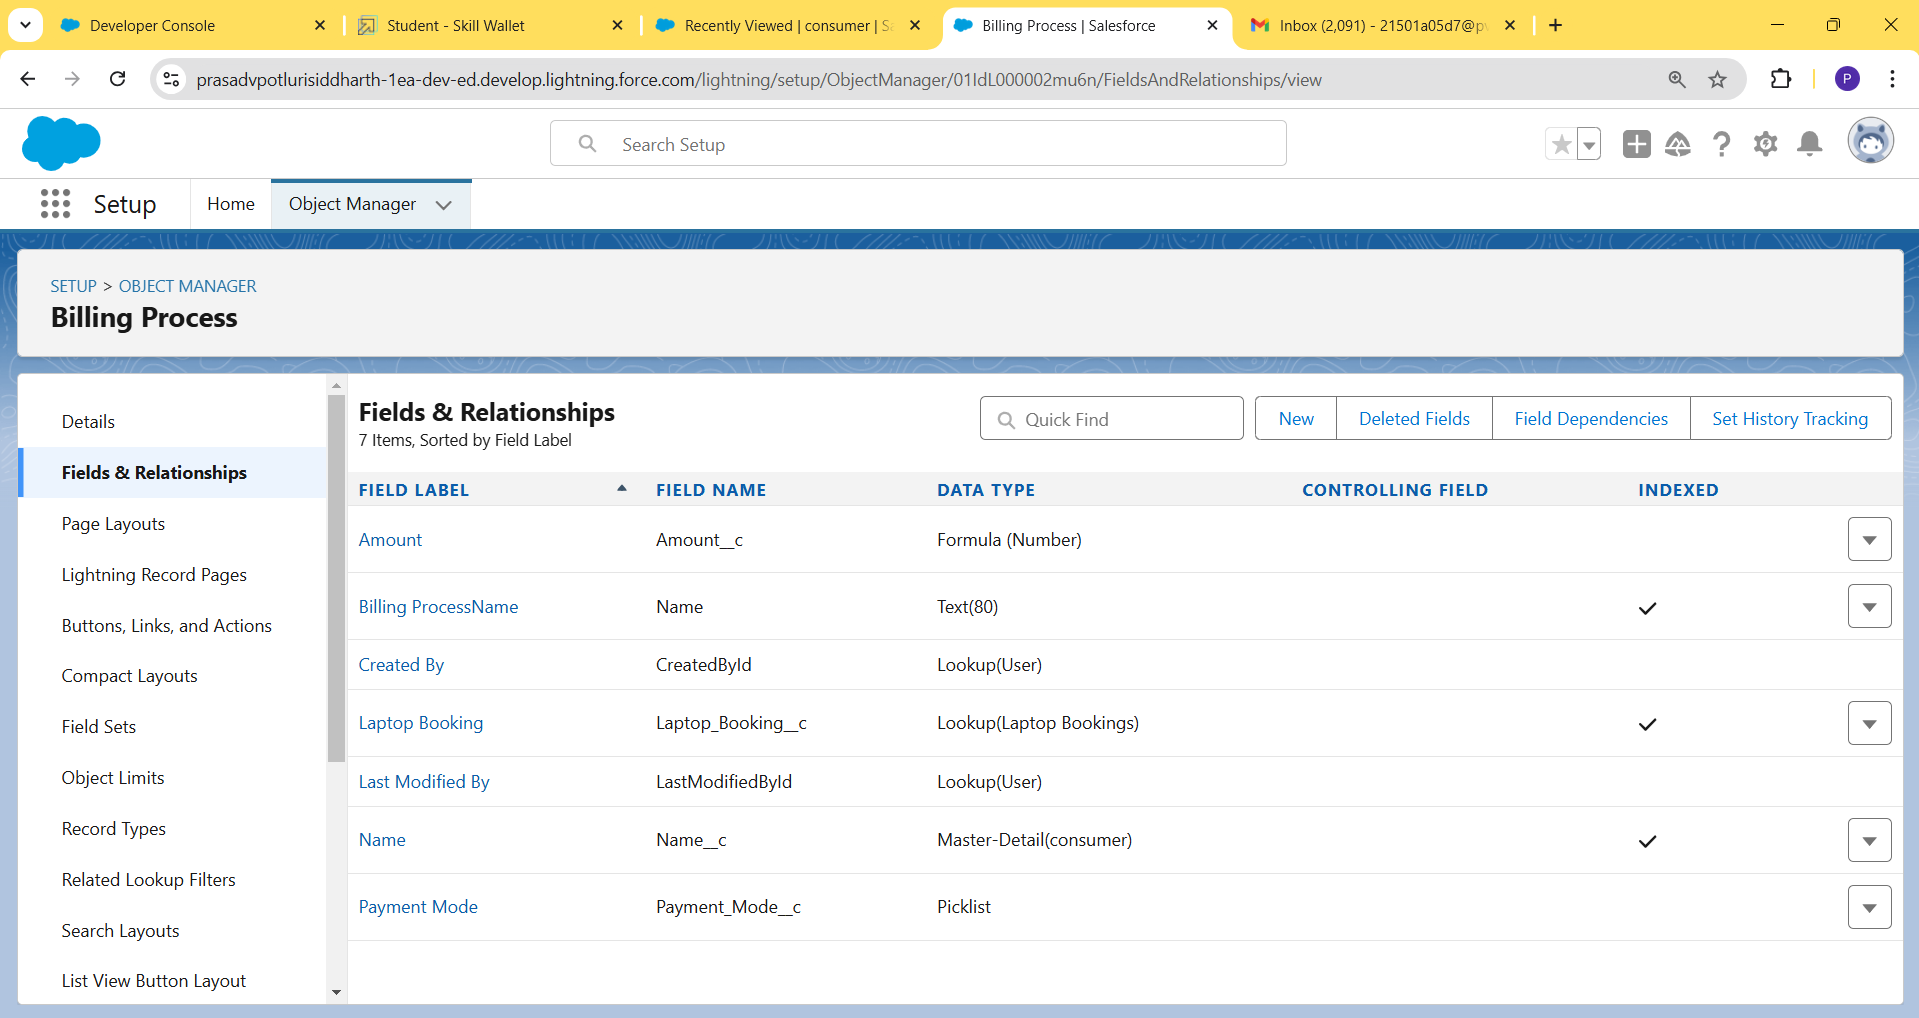 Developer Console
Student - Skill Wallet
Recently Viewed | consumer | S
Billing Process | Salesforce
Inbox (2,091) - 21501a05d7@p
prasadvpotlurisiddharth-1ea-dev-ed.develop.lightning.force.com/lightning/setup/ObjectManager/01IdL000002mu6n/FieldsAndRelationships/view
P
Search Setup
Setup
Home
Object Manager
SETUP > OBJECT MANAGER
Billing Process
Details
Fields & Relationships
Page Layouts
Lightning Record Pages
Buttons, Links, and Actions
Compact Layouts
Field Sets
Object Limits
Record Types
Related Lookup Filters
Search Layouts
List View Button Layout
Fields & Relationships
7 Items, Sorted by Field Label
Quick Find
New
Deleted Fields
Field Dependencies
Set History Tracking
FIELD LABEL FIELD NAME DATA TYPE CONTROLLING FIELD INDEXED
Amount Amount__c Formula (Number)
Billing ProcessName Name Text(80)
Created By CreatedById Lookup(User)
Laptop Booking Laptop_Booking__c Lookup(Laptop Bookings)
Last Modified By LastModifiedById Lookup(User)
Name Name__c Master-Detail(consumer)
Payment Mode Payment_Mode__c Picklist